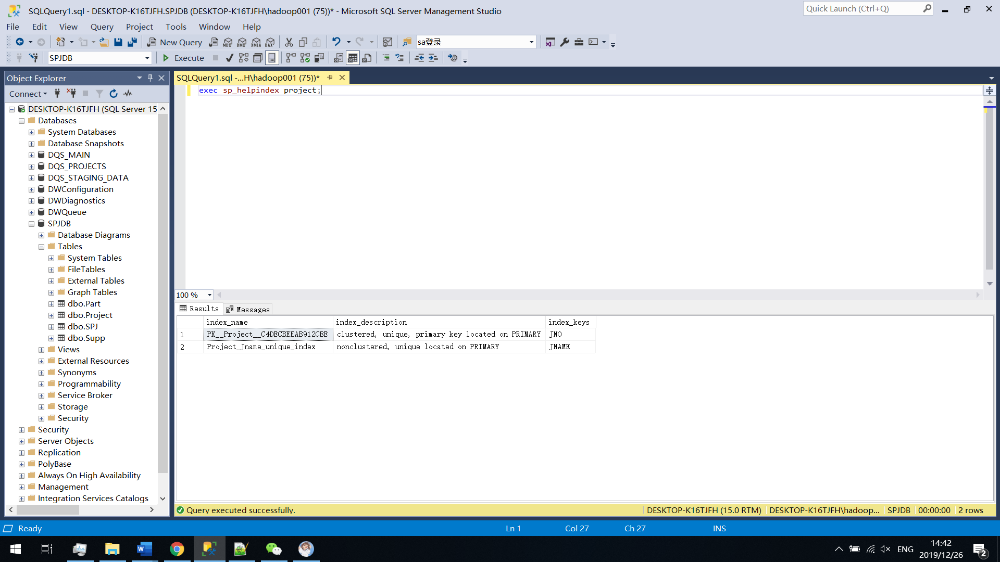 SQLQuery1.sql - DESKTOP-K16TJFH.SPJDB (DESKTOP-K16TJFH\hadoop001 (75))* - Microsoft SQL Server Management Studio
Quick Launch (Ctrl+Q)
File Edit View Query Project Tools Window Help
New Query MDX DMX XMLA DAX sa登录
SPJDB Execute
Object Explorer
SQLQuery1.sql -...H\hadoop001 (75))*
Connect
exec sp_helpindex project;
DESKTOP-K16TJFH (SQL Server 15
Databases
System Databases
Database Snapshots
DQS_MAIN
DQS_PROJECTS
DQS_STAGING_DATA
DWConfiguration
DWDiagnostics
DWQueue
SPJDB
Database Diagrams
Tables
System Tables
FileTables
External Tables
Graph Tables
dbo.Part
dbo.Project
dbo.SPJ
dbo.Supp
Views
External Resources
Synonyms
Programmability
Service Broker
Storage
Security
Security
Server Objects
Replication
PolyBase
Always On High Availability
Management
Integration Services Catalogs
100 %
Results Messages
index_name index_description index_keys
1 PK__Project__C4DECBEEAB912CBE clustered, unique, primary key located on PRIMARY JNO
2 Project_Jname_unique_index nonclustered, unique located on PRIMARY JNAME
Query executed successfully. DESKTOP-K16TJFH (15.0 RTM) DESKTOP-K16TJFH\hadoop... SPJDB 00:00:00 2 rows
Ready Ln 1 Col 27 Ch 27 INS
ENG
14:42
2019/12/26
2